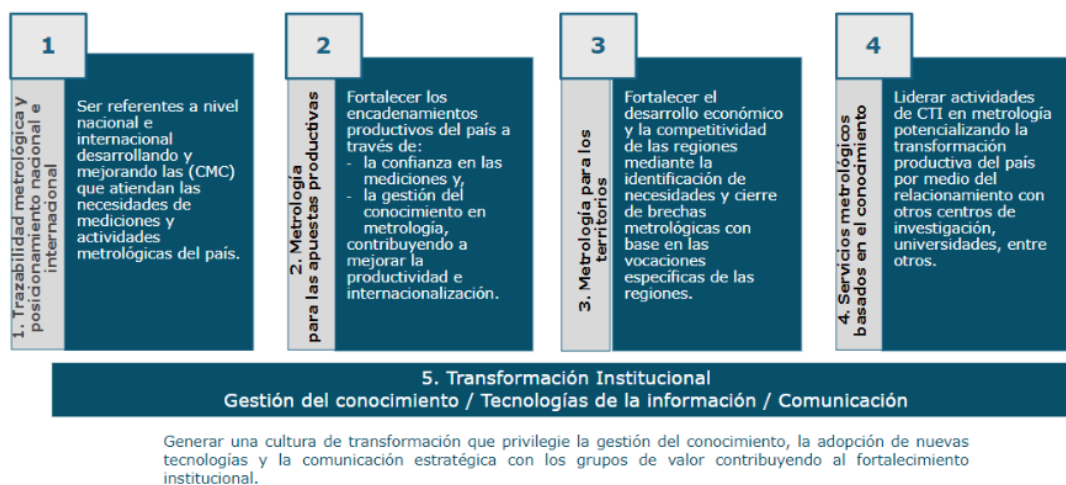 1
1. Trazabilidad metrológica y
posicionamiento nacional e
internacional
Ser referentes a nivel
nacional e
internacional
desarrollando y
mejorando las (CMC)
que atiendan las
necesidades de
mediciones y
actividades
metrológicas del país.
2
2. Metrología
para las apuestas productivas
Fortalecer los
encadenamientos
productivos del país a
través de:
- la confianza en las
mediciones y,
- la gestión del
conocimiento en
metrología,
contribuyendo a
mejorar la
productividad e
internacionalización.
3
3. Metrología para los
territorios
Fortalecer el
desarrollo económico
y la competitividad
de las regiones
mediante la
identificación de
necesidades y cierre
de brechas
metrológicas con
base en las
vocaciones
específicas de las
regiones.
4
4. Servicios metrológicos
basados en el conocimiento
Liderar actividades
de CTI en metrología
potencializando la
transformación
productiva del país
por medio del
relacionamiento con
otros centros de
investigación,
universidades, entre
otros.
5. Transformación Institucional
Gestión del conocimiento / Tecnologías de la información / Comunicación
Generar una cultura de transformación que privilegie la gestión del conocimiento, la adopción de nuevas
tecnologías y la comunicación estratégica con los grupos de valor contribuyendo al fortalecimiento
institucional.